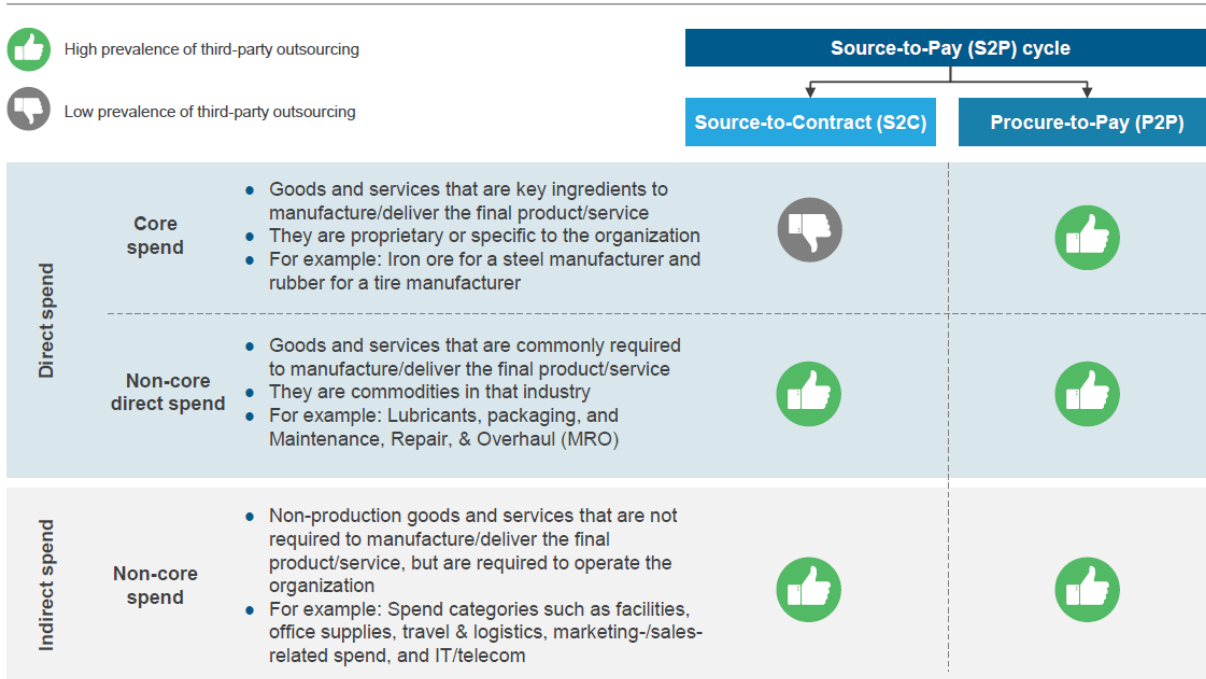 High prevalence of third-party outsourcing
Low prevalence of third-party outsourcing
Source-to-Pay (S2P) cycle
Source-to-Contract (S2C)
Procure-to-Pay (P2P)
Direct spend
Core
spend
● Goods and services that are key ingredients to
manufacture/deliver the final product/service
● They are proprietary or specific to the organization
● For example: Iron ore for a steel manufacturer and
rubber for a tire manufacturer
Non-core
direct spend
● Goods and services that are commonly required
to manufacture/deliver the final product/service
● They are commodities in that industry
● For example: Lubricants, packaging, and
Maintenance, Repair, & Overhaul (MRO)
Indirect spend
Non-core
spend
● Non-production goods and services that are not
required to manufacture/deliver the final
product/service, but are required to operate the
organization
● For example: Spend categories such as facilities,
office supplies, travel & logistics, marketing-/sales-
related spend, and IT/telecom